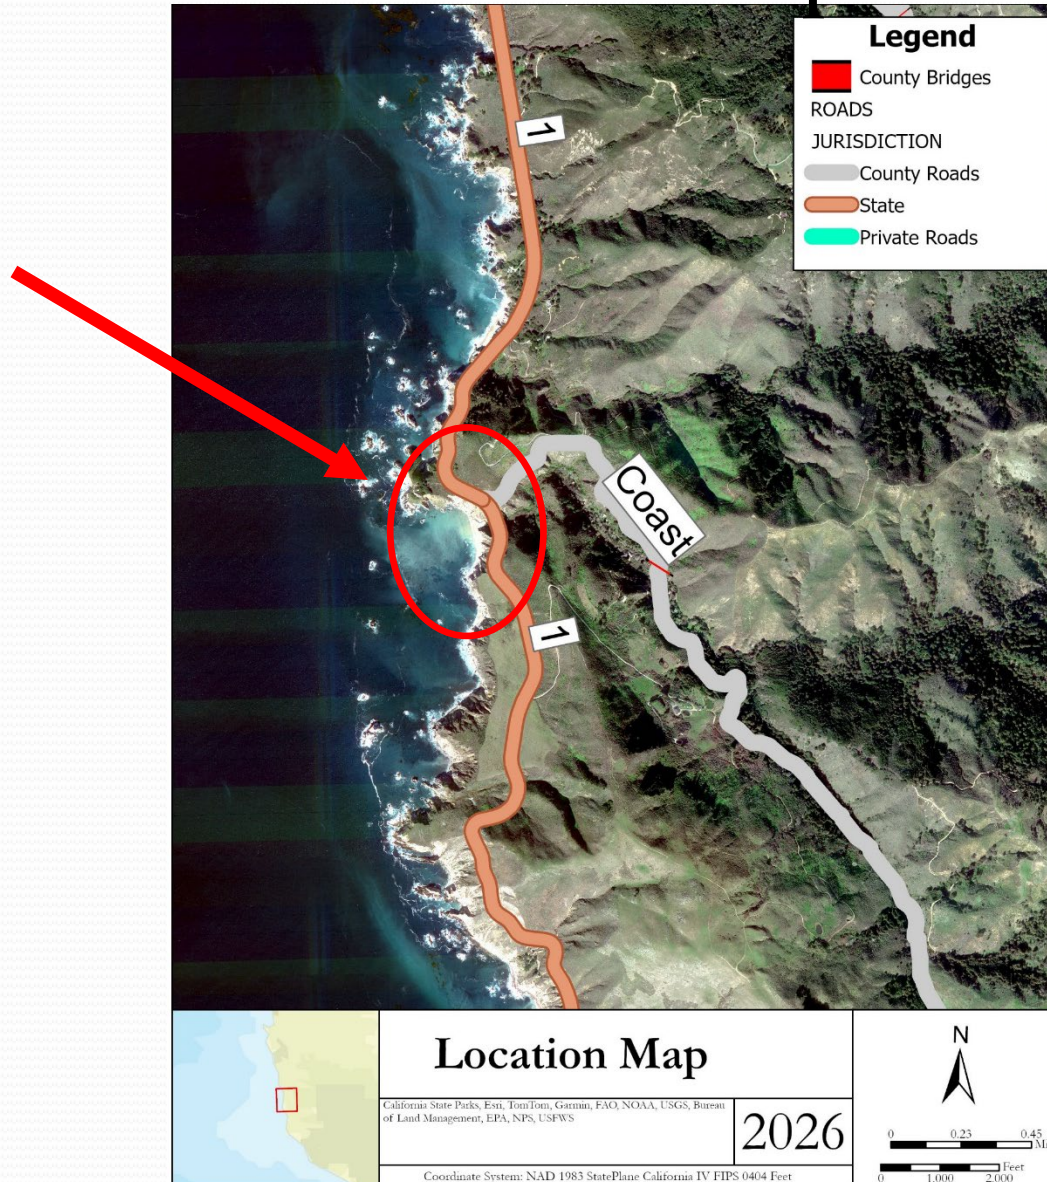 Legend
County Bridges
ROADS
JURISDICTION
County Roads
State
Private Roads
1
Coast
1
Location Map
California State Parks, Esri, TomTom, Garmin, FAO, NOAA, USGS, Bureau
of Land Management, EPA, NPS, USFWS
2026
Coordinate System: NAD 1983 StatePlane California IV FIPS 0404 Feet
N
0 0.23 0.45
Mi
Feet
0 1,000 2,000